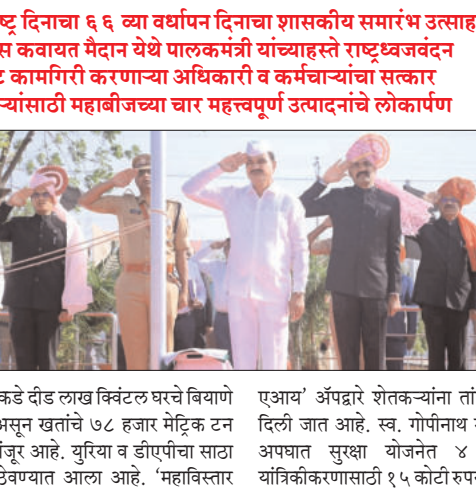 ष्ट्र दिनाचा ६६ व्या वर्धापन दिनाचा शासकीय समारंभ उत्साह
स कवायत मैदान येथे पालकमंत्री यांच्याहस्ते राष्ट्रध्वजवंदन
ट कामगिरी करणाऱ्या अधिकारी व कर्मचाऱ्यांचा सत्कार
ऱ्यांसाठी महाबीजच्या चार महत्त्वपूर्ण उत्पादनांचे लोकार्पण
कडे दीड लाख क्विंटल घरचे बियाणे
असून खतांचे ७८ हजार मेट्रिक टन
मंजूर आहे. युरिया व डीएपीचा साठा
ठेवण्यात आला आहे. ‘महाविस्तार
एआय’ ॲपद्वारे शेतकऱ्यांना तां
दिली जात आहे. स्व. गोपीनाथ
अपघात सुरक्षा योजनेत ४
यांत्रिकीकरणासाठी १५ कोटी रुप